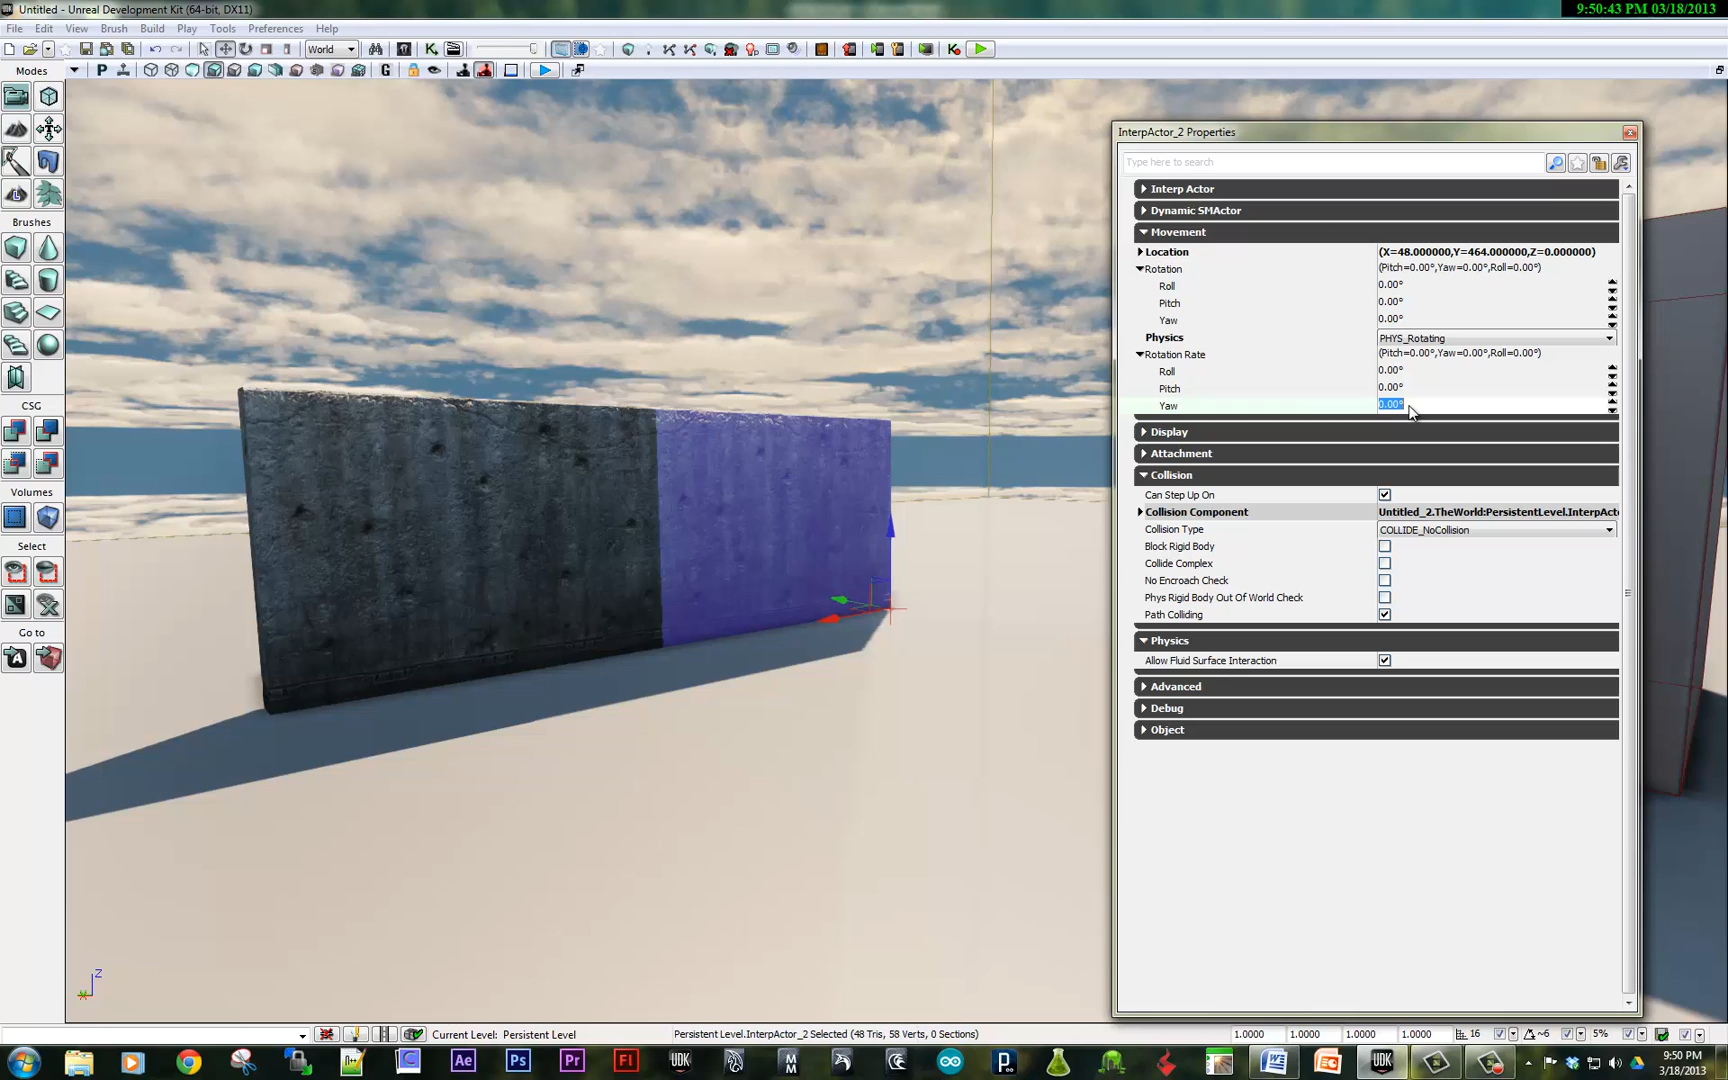 Untitled - Unreal Development Kit (64-bit, DX11)
9:50:43 PM 03/18/2013
File Edit View Brush Build Play Tools Preferences Help
World
Modes
P
G
Brushes
CSG
Volumes
Select
Go to
InterpActor_2 Properties
Type here to search
Interp Actor
Dynamic SMActor
Movement
Location (X=48.000000,Y=464.000000,Z=0.000000)
Rotation (Pitch=0.00°,Yaw=0.00°,Roll=0.00°)
Roll 0.00°
Pitch 0.00°
Yaw 0.00°
Physics PHYS_Rotating
Rotation Rate (Pitch=0.00°,Yaw=0.00°,Roll=0.00°)
Roll 0.00°
Pitch 0.00°
Yaw 0.00°
Display
Attachment
Collision
Can Step Up On
Collision Component Untitled_2.TheWorld:PersistentLevel.InterpActo
Collision Type COLLIDE_NoCollision
Block Rigid Body
Collide Complex
No Encroach Check
Phys Rigid Body Out Of World Check
Path Colliding
Physics
Allow Fluid Surface Interaction
Advanced
Debug
Object
Z
Current Level: Persistent Level
Persistent Level.InterpActor_2 Selected (48 Tris, 58 Verts, 0 Sections)
1.0000 1.0000 1.0000 1.0000 16 ~6 5%
Ae Ps Pr Fl UDK
9:50 PM
3/18/2013